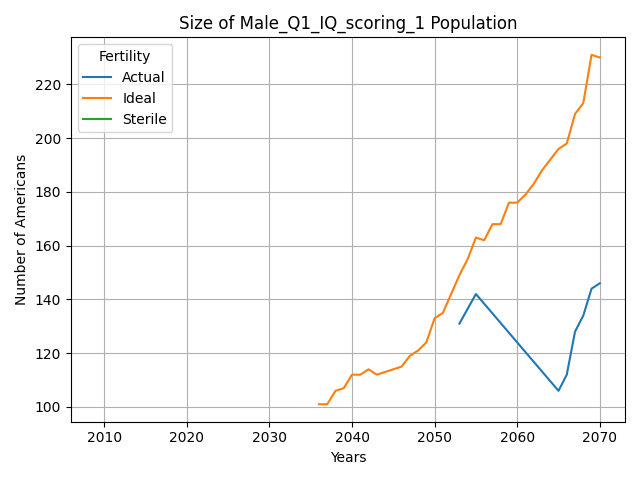 Size of Male_Q1_IQ_scoring_1 Population
Fertility
Actual
Ideal
Sterile
Number of Americans
220
200
180
160
140
120
100
2010 2020 2030 2040 2050 2060 2070
Years